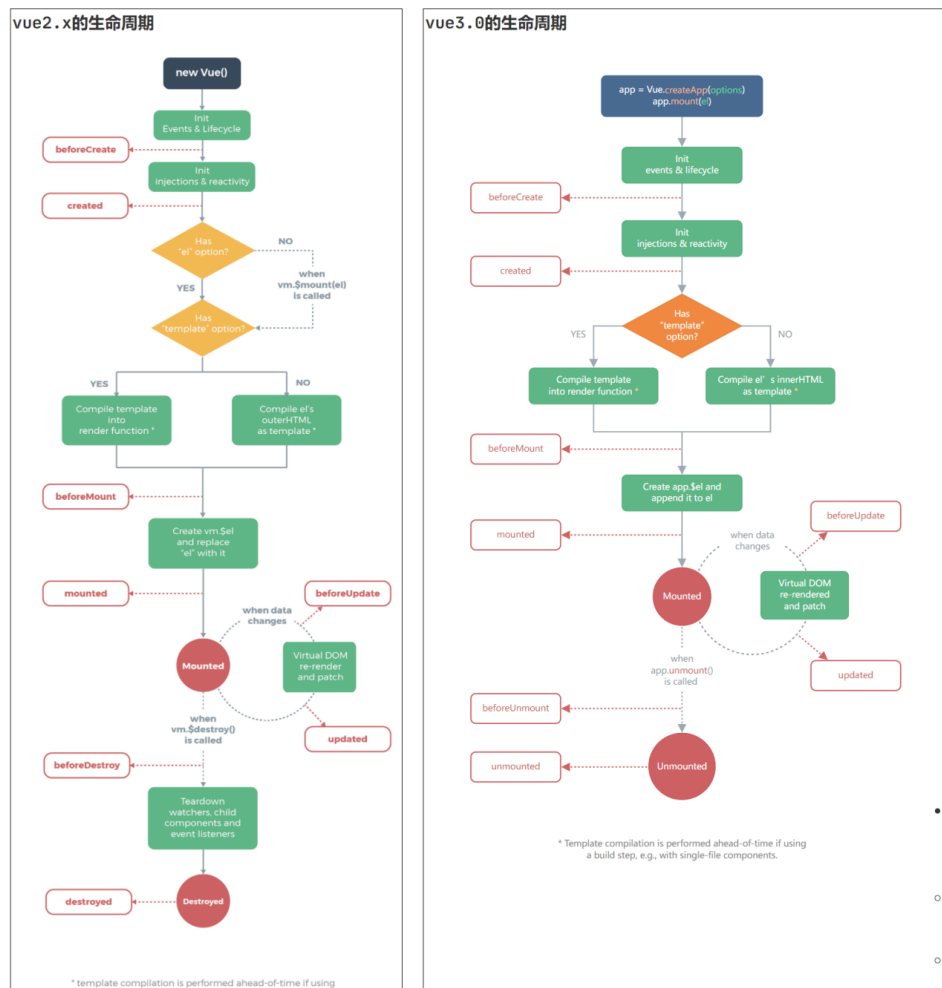 vue2.x的生命周期
new Vue()
Init
Events & Lifecycle
beforeCreate
Init
injections & reactivity
created
Has
"el" option?
NO
when
vm.$mount(el)
is called
YES
Has
"template" option?
YES
NO
Compile template
into
render function *
Compile el's
outerHTML
as template *
beforeMount
Create vm.$el
and replace
"el" with it
mounted
beforeUpdate
when data
changes
Mounted
Virtual DOM
re-render
and patch
when
vm.$destroy()
is called
updated
beforeDestroy
Teardown
watchers, child
components and
event listeners
destroyed
Destroyed
* template compilation is performed ahead-of-time if using
vue3.0的生命周期
app = Vue.createApp(options)
app.mount(el)
Init
events & lifecycle
beforeCreate
Init
injections & reactivity
created
Has
"template"
option?
YES
NO
Compile template
into render function *
Compile el's innerHTML
as template *
beforeMount
Create app.$el and
append it to el
mounted
beforeUpdate
when data
changes
Mounted
Virtual DOM
re-rendered
and patch
when
app.unmount()
is called
updated
beforeUnmount
unmounted
Unmounted
* Template compilation is performed ahead-of-time if using
a build step, e.g., with single-file components.